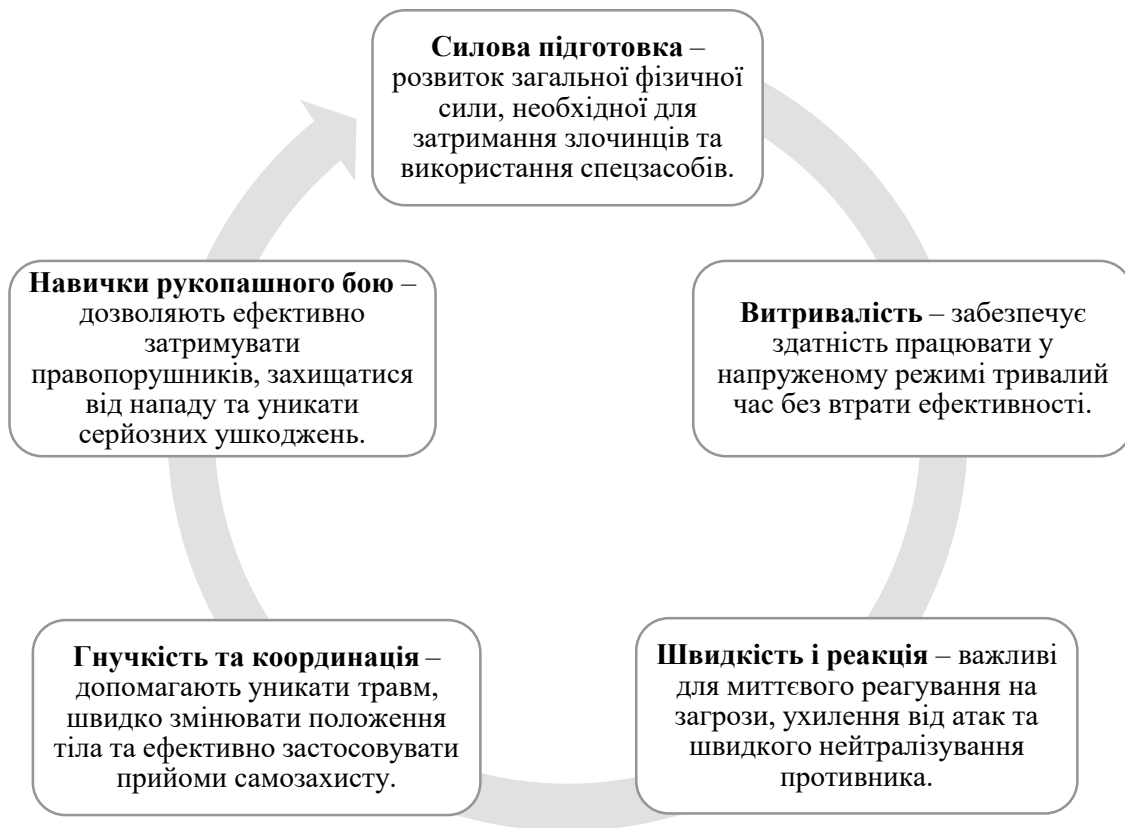 Силова підготовка –
розвиток загальної фізичної
сили, необхідної для
затримання злочинців та
використання спецзасобів.
Витривалість – забезпечує
здатність працювати у
напруженому режимі тривалий
час без втрати ефективності.
Швидкість і реакція – важливі
для миттєвого реагування на
загрози, ухилення від атак та
швидкого нейтралізування
противника.
Гнучкість та координація –
допомагають уникати травм,
швидко змінювати положення
тіла та ефективно застосовувати
прийоми самозахисту.
Навички рукопашного бою –
дозволяють ефективно
затримувати
правопорушників, захищатися
від нападу та уникати
серйозних ушкоджень.